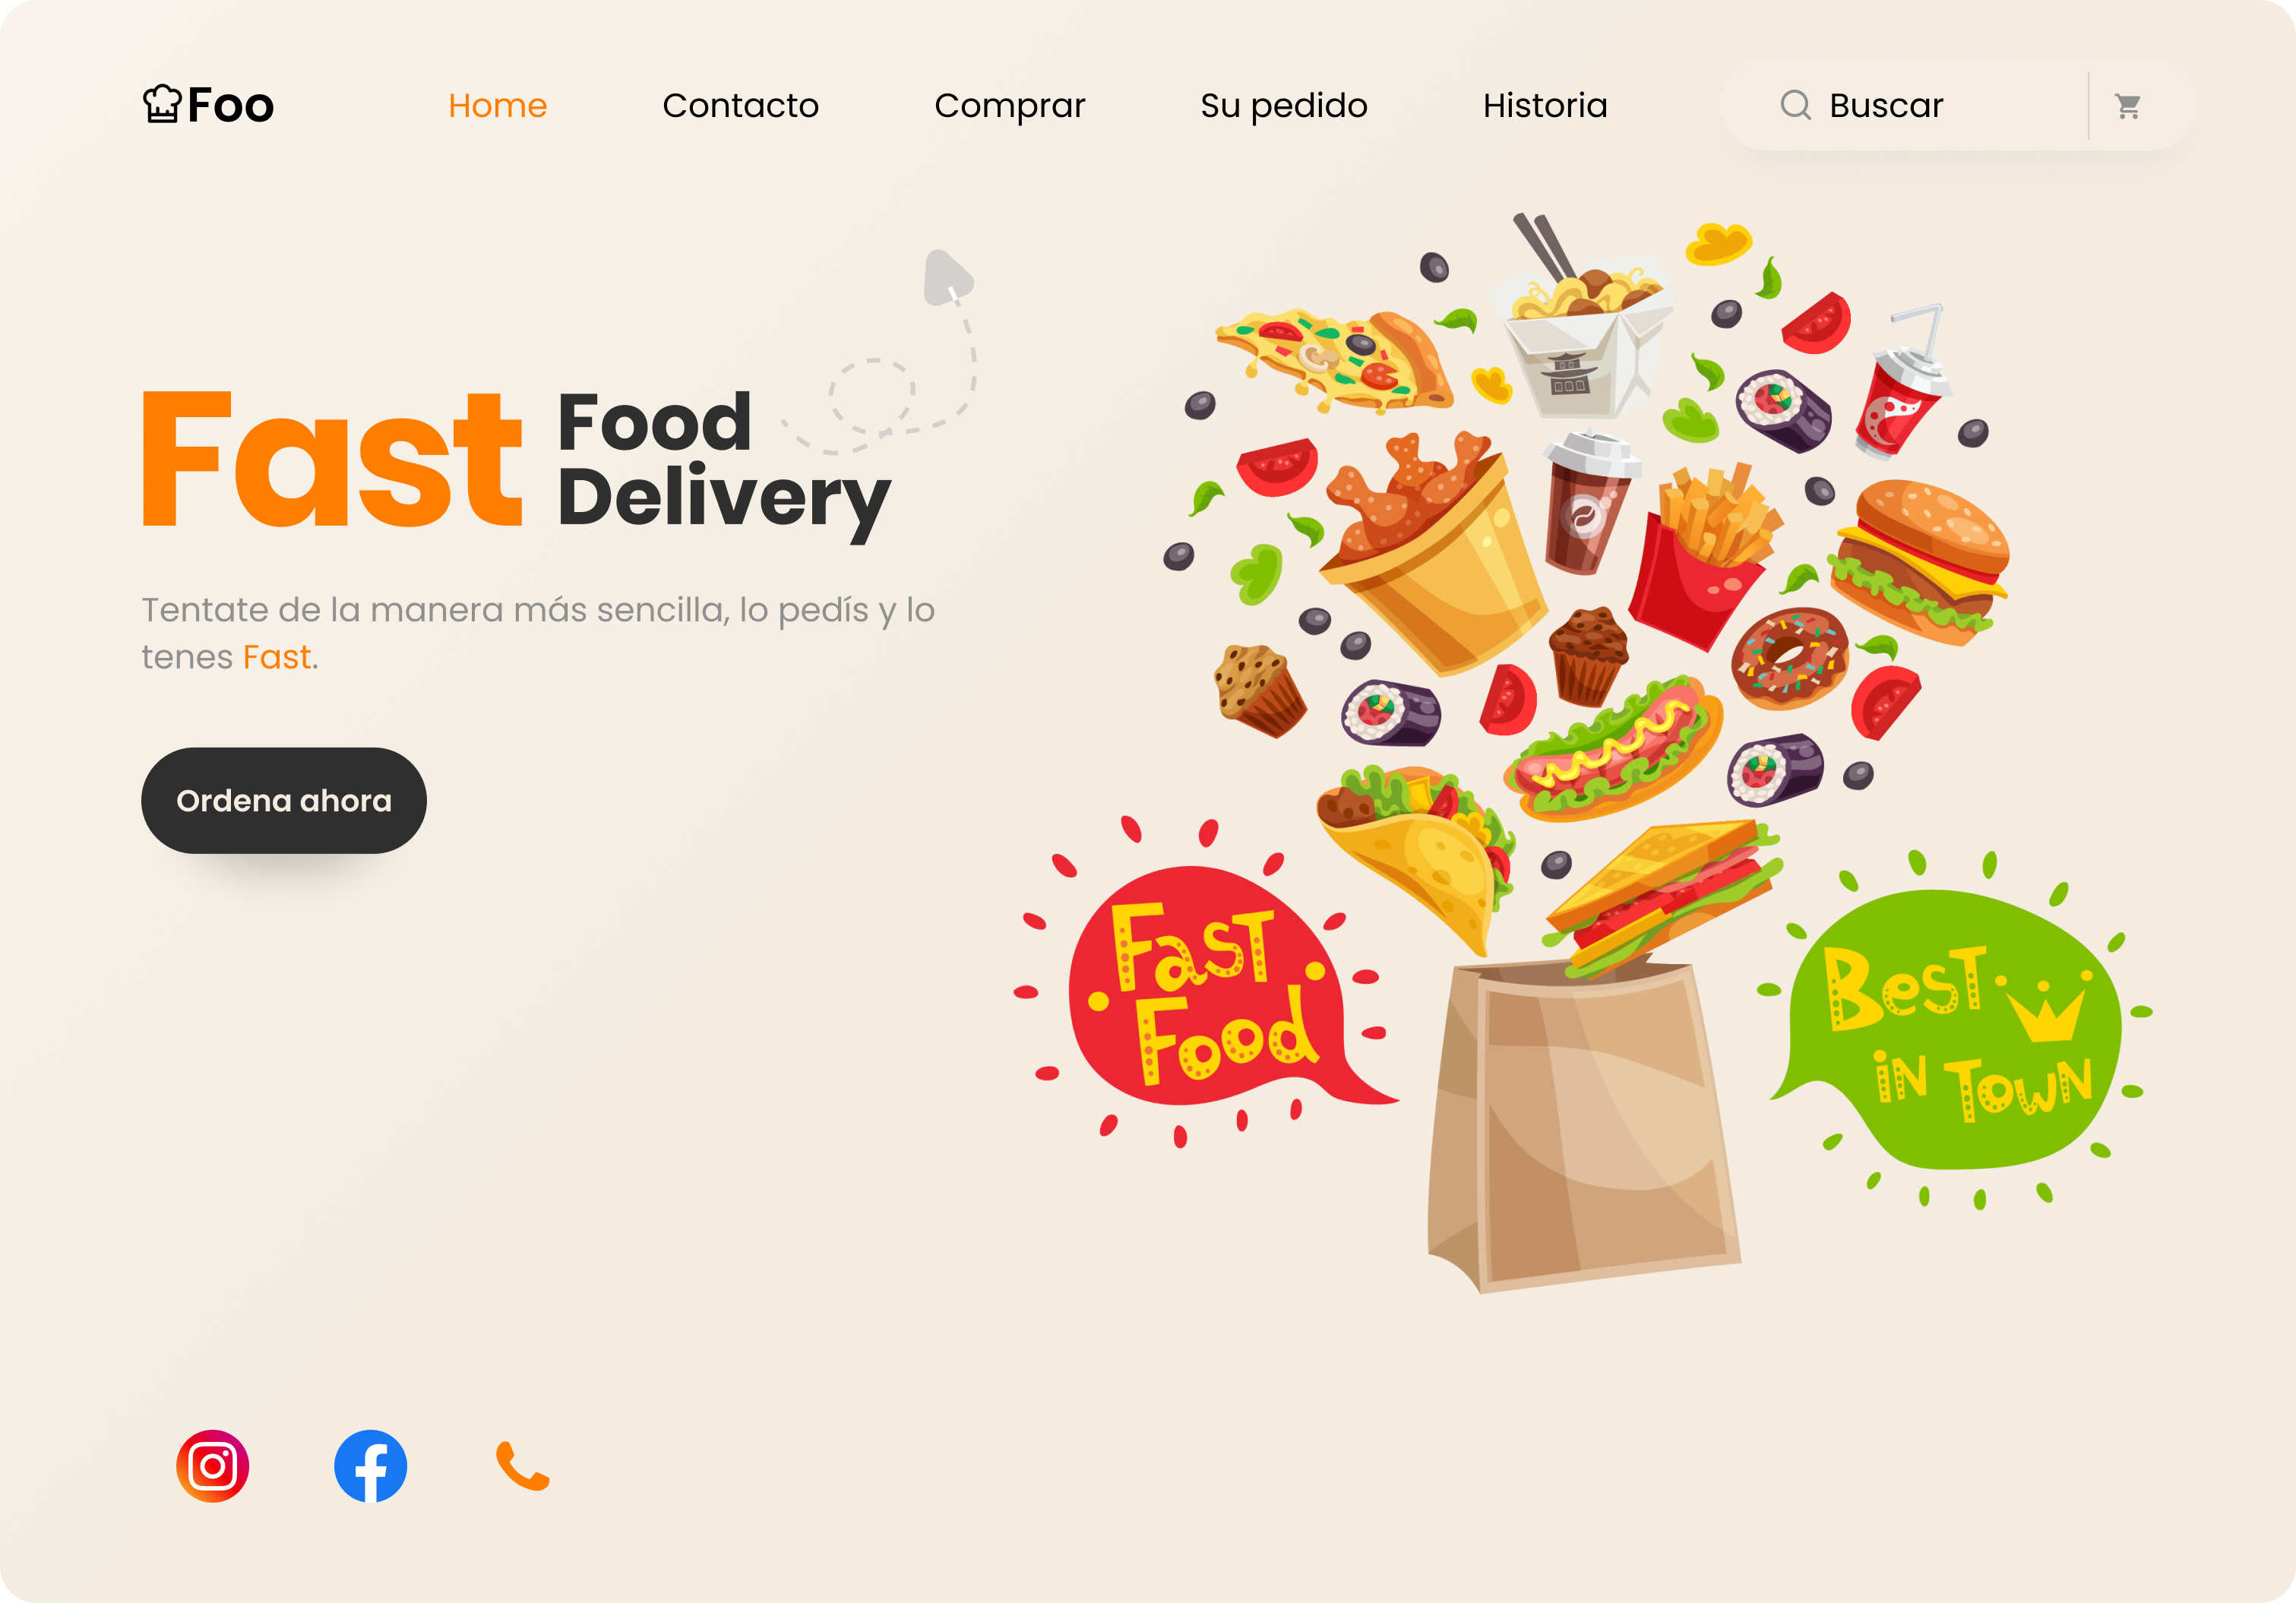 Foo
Home Contacto Comprar Su pedido Historia Buscar
Fast Food
Delivery
Tentate de la manera más sencilla, lo pedís y lo
tenes Fast.
Ordena ahora
Fast
Food
Best
in Town